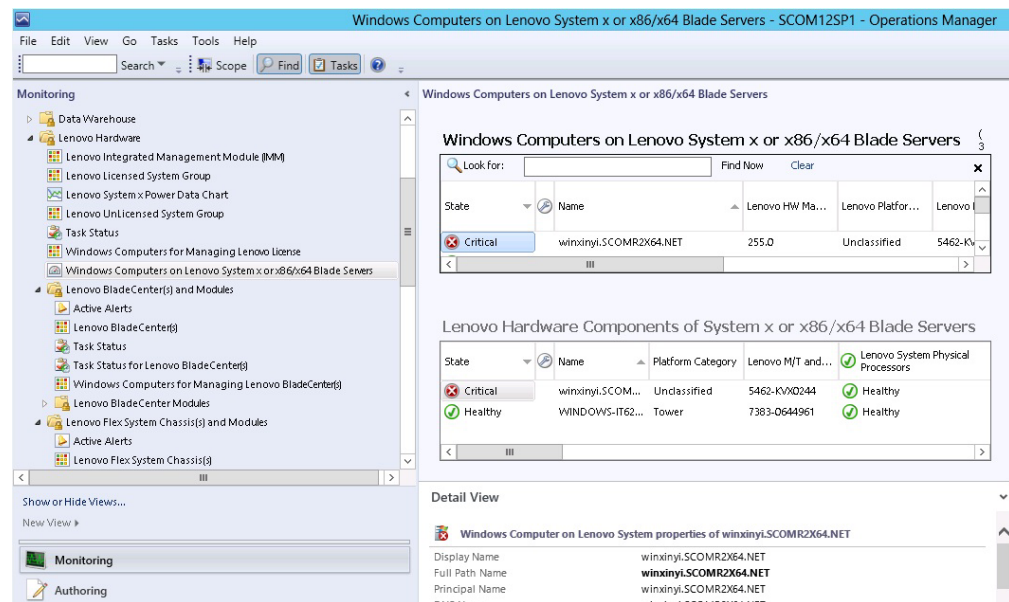 Windows Computers on Lenovo System x or x86/x64 Blade Servers - SCOM12SP1 - Operations Manager
File Edit View Go Tasks Tools Help
Search Scope Find Tasks
Monitoring
Data Warehouse
Lenovo Hardware
Lenovo Integrated Management Module (IMM)
Lenovo Licensed System Group
Lenovo System x Power Data Chart
Lenovo UnLicensed System Group
Task Status
Windows Computers for Managing Lenovo License
Windows Computers on Lenovo System x or x86/x64 Blade Servers
Lenovo BladeCenter(s) and Modules
Active Alerts
Lenovo BladeCenter(s)
Task Status
Task Status for Lenovo BladeCenter(s)
Windows Computers for Managing Lenovo BladeCenter(s)
Lenovo BladeCenter Modules
Lenovo Flex System Chassis(s) and Modules
Active Alerts
Lenovo Flex System Chassis(s)
Show or Hide Views...
New View
Monitoring
Authoring
Windows Computers on Lenovo System x or x86/x64 Blade Servers
Windows Computers on Lenovo System x or x86/x64 Blade Servers ( 3
Look for: Find Now Clear
State Name Lenovo HW Ma... Lenovo Platfor... Lenovo
Critical winxinyi.SCOMR2X64.NET 255.0 Unclassified 5462-KV
Lenovo Hardware Components of System x or x86/x64 Blade Servers
State Name Platform Category Lenovo M/T and... Lenovo System Physical
Processors
Critical winxinyi.SCOM... Unclassified 5462-KVX0244 Healthy
Healthy WINDOWS-IT62... Tower 7383-0644961 Healthy
Detail View
Windows Computer on Lenovo System properties of winxinyi.SCOMR2X64.NET
Display Name winxinyi.SCOMR2X64.NET
Full Path Name winxinyi.SCOMR2X64.NET
Principal Name winxinyi.SCOMR2X64.NET